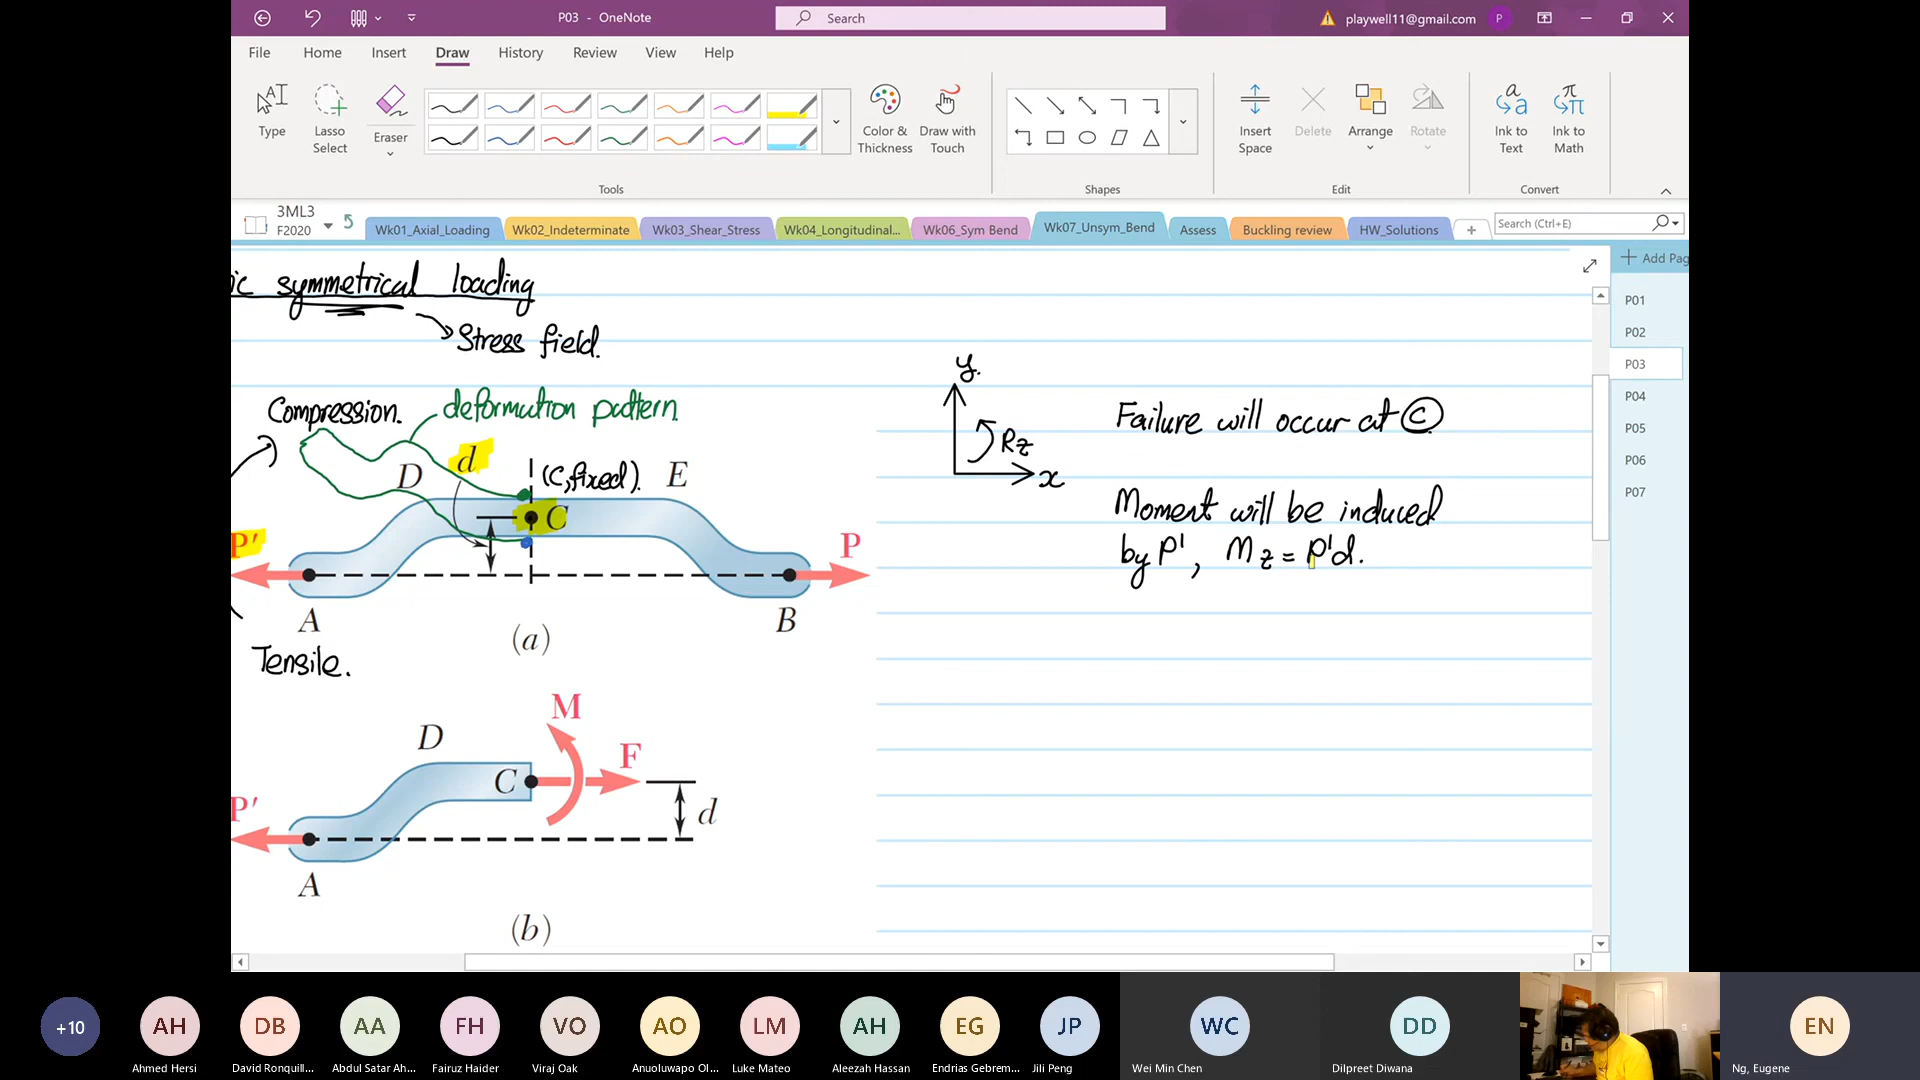 P03 - OneNote
Search
playwell11@gmail.com
P
File Home Insert Draw History Review View Help
Type
Lasso Select
Eraser
Color & Thickness
Draw with Touch
Insert Space
Delete
Arrange
Rotate
Ink to Text
Ink to Math
Tools
Shapes
Edit
Convert
3ML3
F2020
Wk01_Axial_Loading
Wk02_Indeterminate
Wk03_Shear_Stress
Wk04_Longitudinal...
Wk06_Sym Bend
Wk07_Unsym_Bend
Assess
Buckling review
HW_Solutions
Search (Ctrl+E)
Add Pag
P01
P02
P03
P04
P05
P06
P07
ic symmetrical loading
Stress field.
Compression.
deformation pattern
D
d
(C, fixed).
E
C
P'
P
A
B
(a)
Tensile.
y.
Rz
x
Failure will occur at C
Moment will be induced
by P', Mz = P'd.
M
D
F
C
d
P'
A
(b)
+10
AH
DB
AA
FH
VO
AO
LM
AH
EG
JP
WC
DD
EN
Ahmed Hersi
David Ronquill...
Abdul Satar Ah...
Fairuz Haider
Viraj Oak
Anuoluwapo Ol...
Luke Mateo
Aleezah Hassan
Endrias Gebrem...
Jili Peng
Wei Min Chen
Dilpreet Diwana
Ng, Eugene